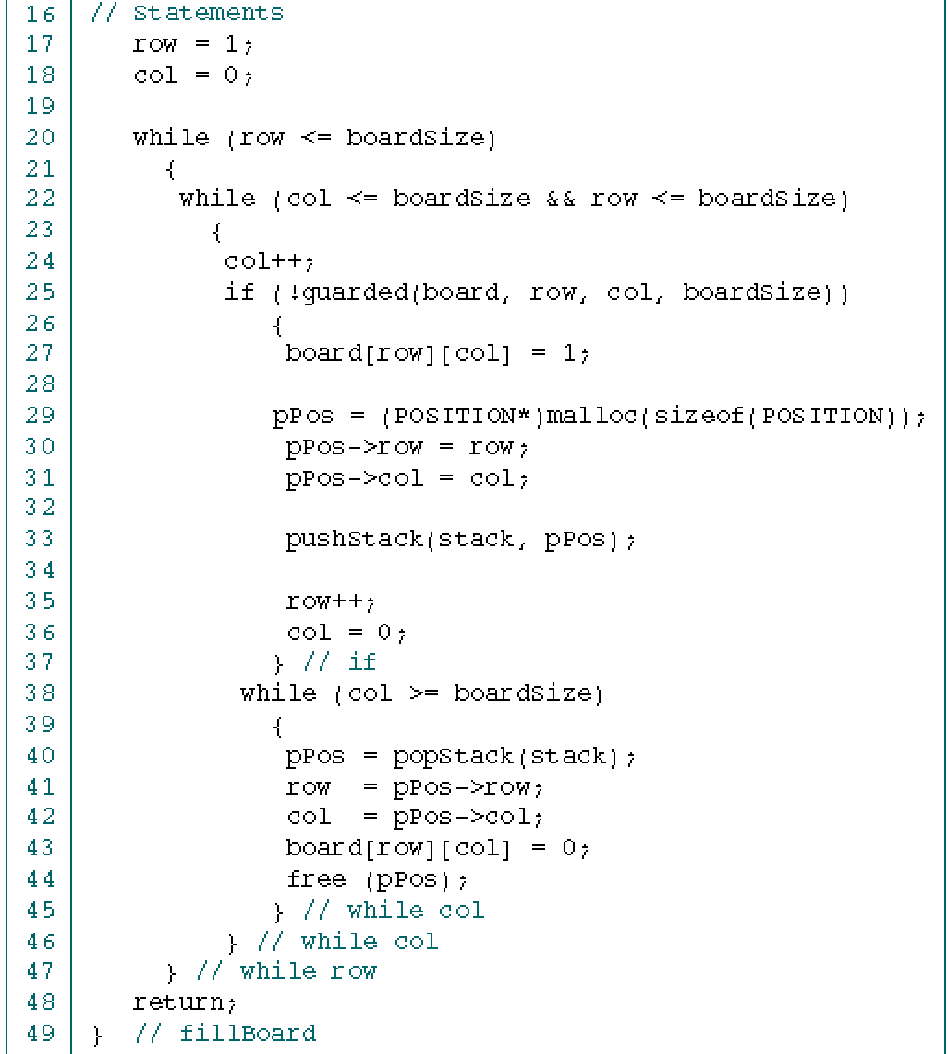 16 // Statements
17 row = 1;
18 col = 0;
19
20 while (row <= boardSize)
21 {
22 while (col <= boardSize && row <= boardSize)
23 {
24 col++;
25 if (!guarded(board, row, col, boardSize))
26 {
27 board[row][col] = 1;
28
29 pPos = (POSITION*)malloc(sizeof(POSITION));
30 pPos->row = row;
31 pPos->col = col;
32
33 pushStack(stack, pPos);
34
35 row++;
36 col = 0;
37 } // if
38 while (col >= boardSize)
39 {
40 pPos = popStack(stack);
41 row = pPos->row;
42 col = pPos->col;
43 board[row][col] = 0;
44 free (pPos);
45 } // while col
46 } // while col
47 } // while row
48 return;
49 } // fillBoard